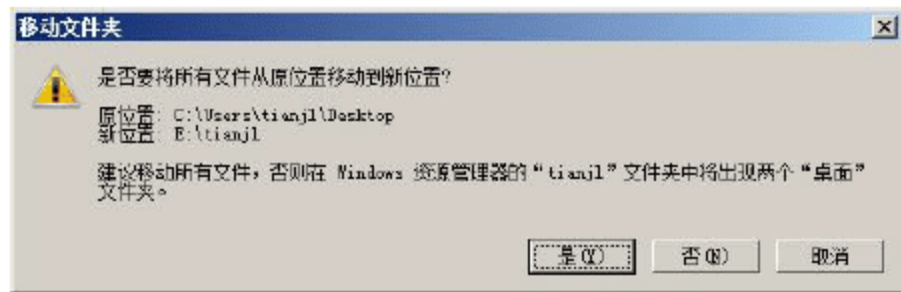 移动文件夹
是否要将所有文件从原位置移动到新位置?
原位置: C:\Users\tianjl\Desktop
新位置: E:\tianjl
建议移动所有文件，否则在 Windows 资源管理器的“tianjl”文件夹中将出现两个“桌面”
文件夹。
是(Y) 否(N) 取消